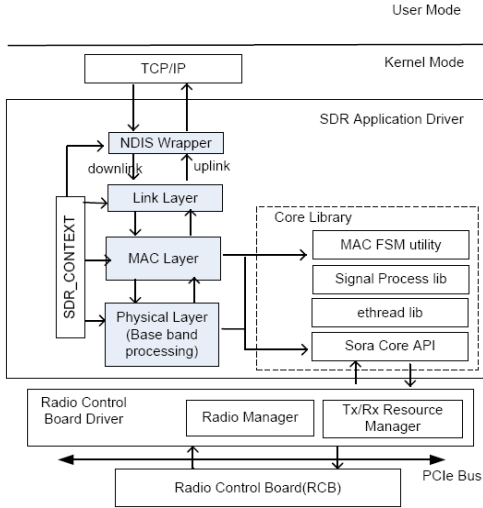 User Mode
Kernel Mode
TCP/IP
SDR Application Driver
NDIS Wrapper
downlink
uplink
Link Layer
Core Library
SDR_CONTEXT
MAC FSM utility
MAC Layer
Signal Process lib
ethread lib
Physical Layer
(Base band
processing)
Sora Core API
Radio Control
Board Driver
Radio Manager
Tx/Rx Resource
Manager
PCIe Bus
Radio Control Board(RCB)